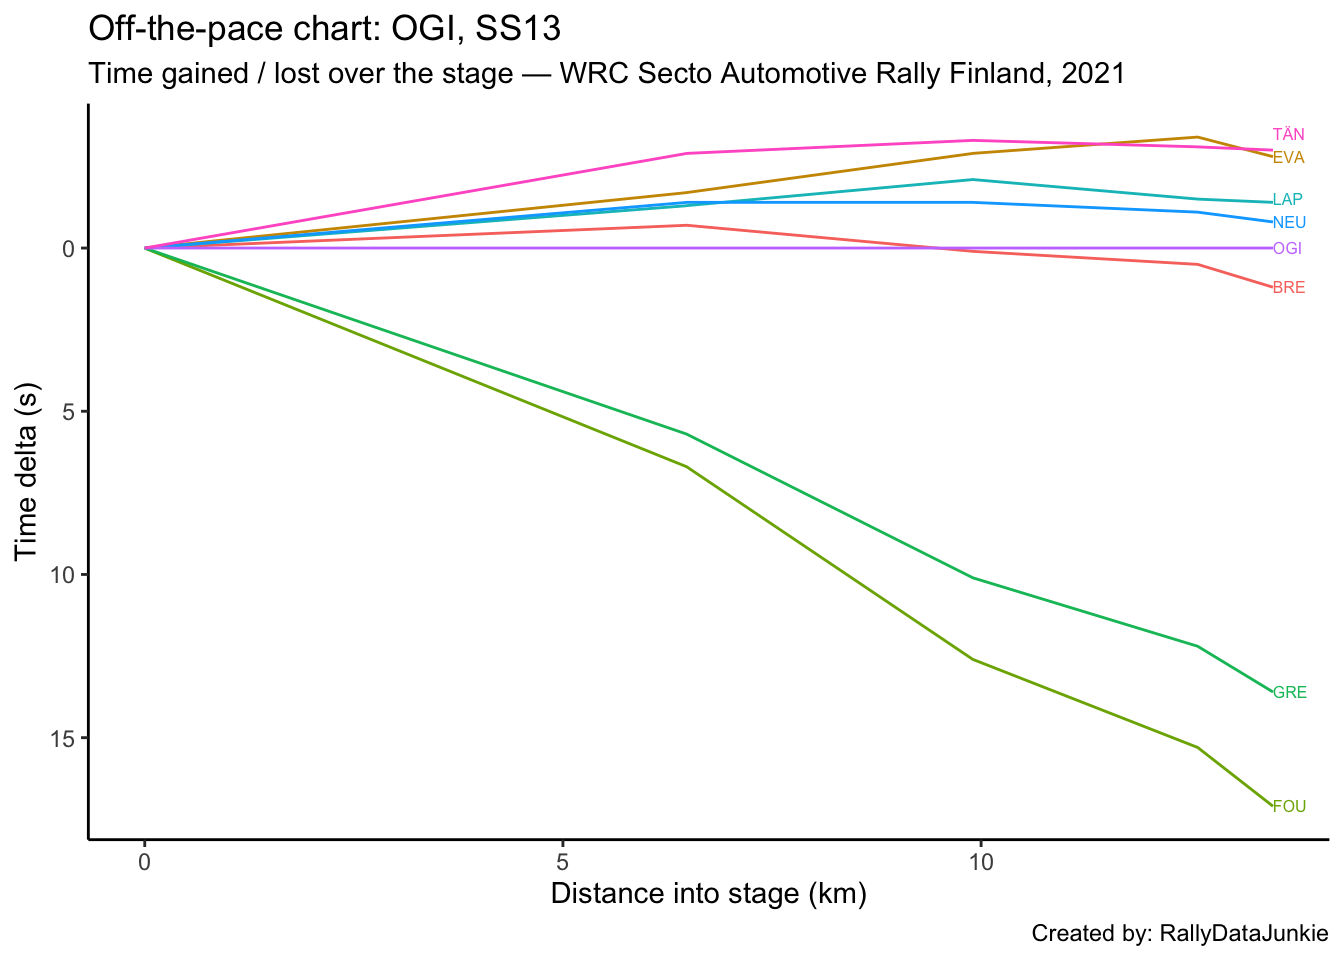 Off-the-pace chart: OGI, SS13
Time gained / lost over the stage — WRC Secto Automotive Rally Finland, 2021
TÄN
EVA
LAP
NEU
OGI
BRE
GRE
FOU
0
5
10
15
Time delta (s)
0 5 10
Distance into stage (km)
Created by: RallyDataJunkie